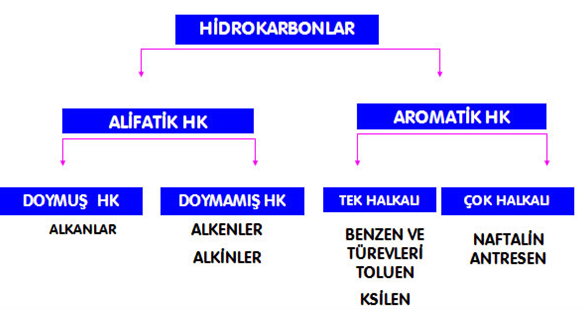 HİDROKARBONLAR
ALİFATİK HK
AROMATİK HK
DOYMUŞ HK
DOYMAMIŞ HK
TEK HALKALI
ÇOK HALKALI
ALKANLAR
ALKENLER
ALKİNLER
BENZEN VE
TÜREVLERİ
TOLUEN
KSİLEN
NAFTALİN
ANTRESEN